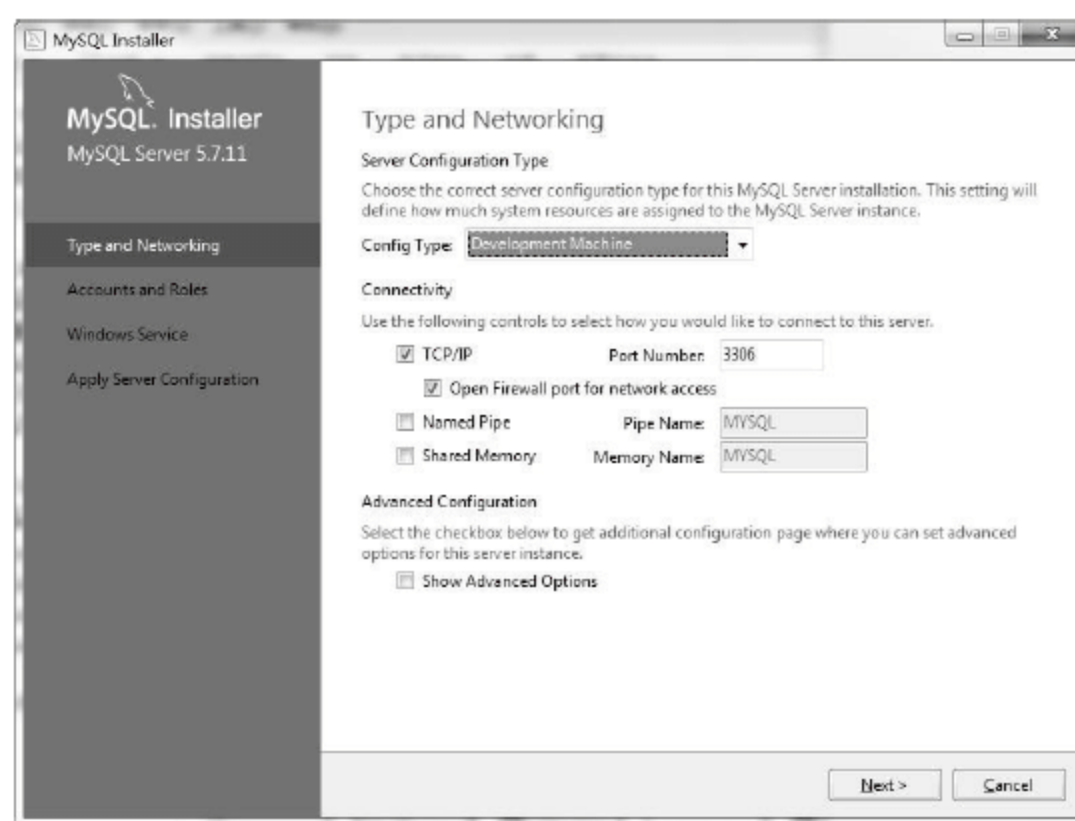 MySQL Installer
MySQL. Installer
MySQL Server 5.7.11
Type and Networking
Accounts and Roles
Windows Service
Apply Server Configuration
Type and Networking
Server Configuration Type
Choose the correct server configuration type for this MySQL Server installation. This setting will
define how much system resources are assigned to the MySQL Server instance.
Config Type: Development Machine
Connectivity
Use the following controls to select how you would like to connect to this server.
TCP/IP Port Number: 3306
Open Firewall port for network access
Named Pipe Pipe Name: MYSQL
Shared Memory Memory Name: MYSQL
Advanced Configuration
Select the checkbox below to get additional configuration page where you can set advanced
options for this server instance.
Show Advanced Options
Next > Cancel